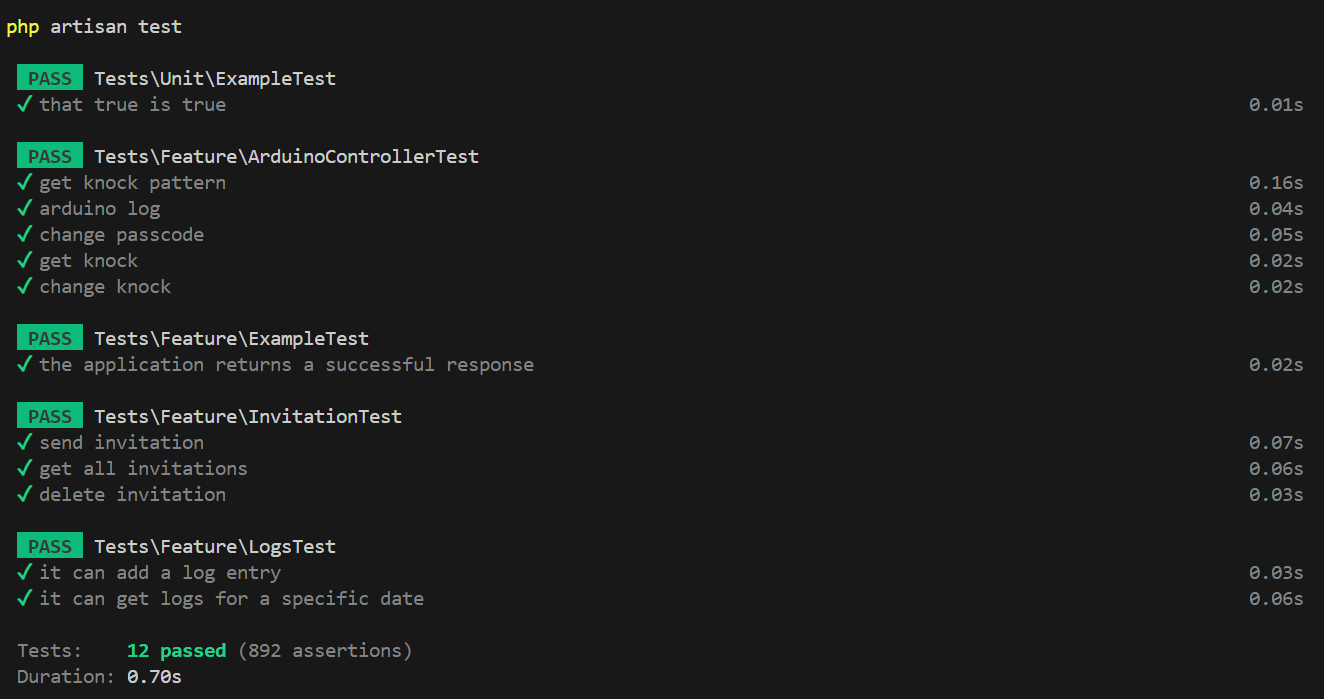 php artisan test
PASS Tests\Unit\ExampleTest
✓ that true is true 0.01s
PASS Tests\Feature\ArduinoControllerTest
✓ get knock pattern 0.16s
✓ arduino log 0.04s
✓ change passcode 0.05s
✓ get knock 0.02s
✓ change knock 0.02s
PASS Tests\Feature\ExampleTest
✓ the application returns a successful response 0.02s
PASS Tests\Feature\InvitationTest
✓ send invitation 0.07s
✓ get all invitations 0.06s
✓ delete invitation 0.03s
PASS Tests\Feature\LogsTest
✓ it can add a log entry 0.03s
✓ it can get logs for a specific date 0.06s
Tests: 12 passed (892 assertions)
Duration: 0.70s